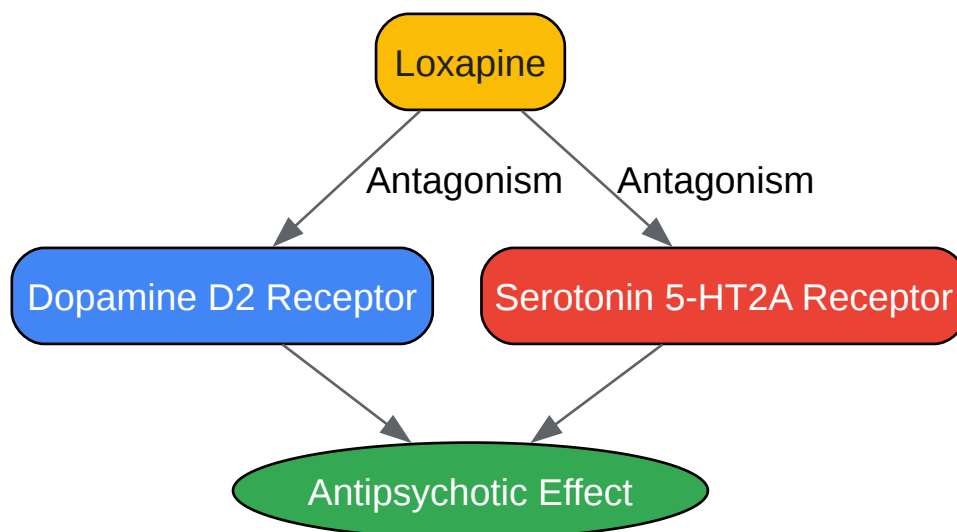 Loxapine
Antagonism
Antagonism
Dopamine D2 Receptor
Serotonin 5-HT2A Receptor
Antipsychotic Effect